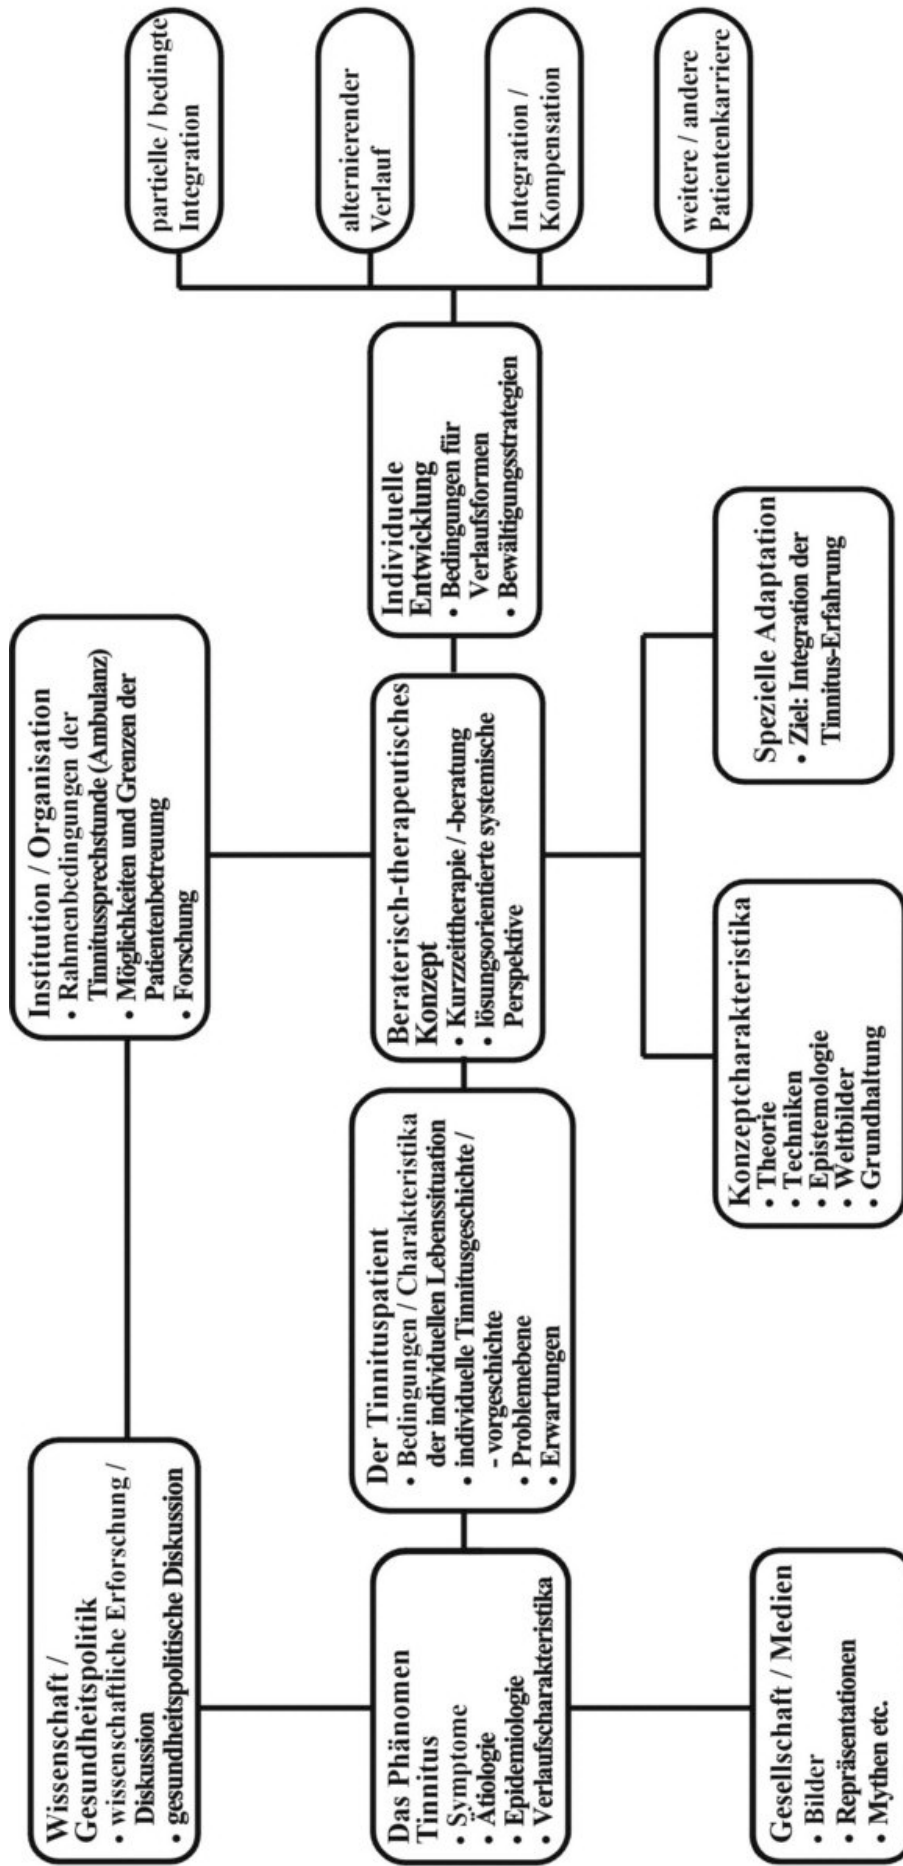 Wissenschaft /
Gesundheitspolitik
• wissenschaftliche Erforschung /
Diskussion
• gesundheitspolitische Diskussion
Institution / Organisation
• Rahmenbedingungen der
Tinnitussprechstunde (Ambulanz)
• Möglichkeiten und Grenzen der
Patientenbetreuung
• Forschung
Das Phänomen
Tinnitus
• Symptome
• Ätiologie
• Epidemiologie
• Verlaufscharakteristika
Der Tinnituspatient
• Bedingungen / Charakteristika
der individuellen Lebenssituation
• individuelle Tinnitusgeschichte /
- vorgeschichte
• Problemebene
• Erwartungen
Beraterisch-therapeutisches
Konzept
• Kurzzeittherapie / -beratung
• lösungsorientierte systemische
Perspektive
Individuelle
Entwicklung
• Bedingungen für
Verlaufsformen
• Bewältigungsstrategien
partielle / bedingte
Integration
alternierender
Verlauf
Integration /
Kompensation
weitere / andere
Patientenkarriere
Gesellschaft / Medien
• Bilder
• Repräsentationen
• Mythen etc.
Konzeptcharakteristika
• Theorie
• Techniken
• Epistemologie
• Weltbilder
• Grundhaltung
Spezielle Adaptation
• Ziel: Integration der
Tinnitus-Erfahrung